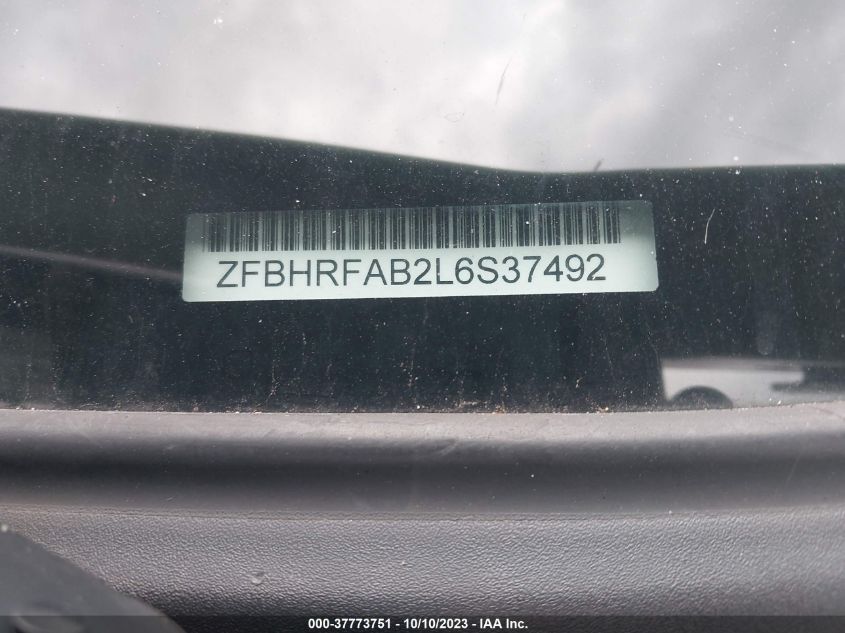 ZFBHRFAB2L6S37492
000-37773751 - 10/10/2023 - IAA Inc.